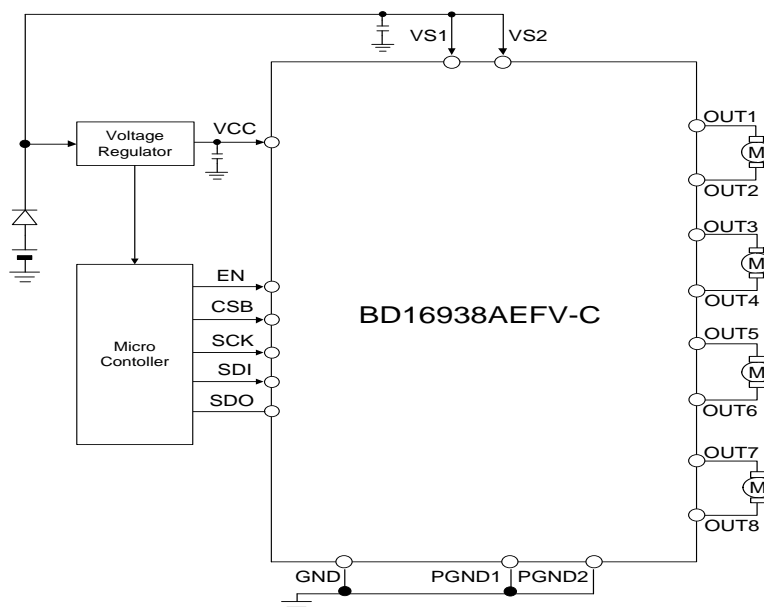 VS1
VS2
VCC
Voltage
Regulator
OUT1
M
OUT2
OUT3
M
OUT4
EN
CSB
SCK
SDI
SDO
Micro
Contoller
BD16938AEFV-C
OUT5
M
OUT6
OUT7
M
OUT8
GND
PGND1
PGND2